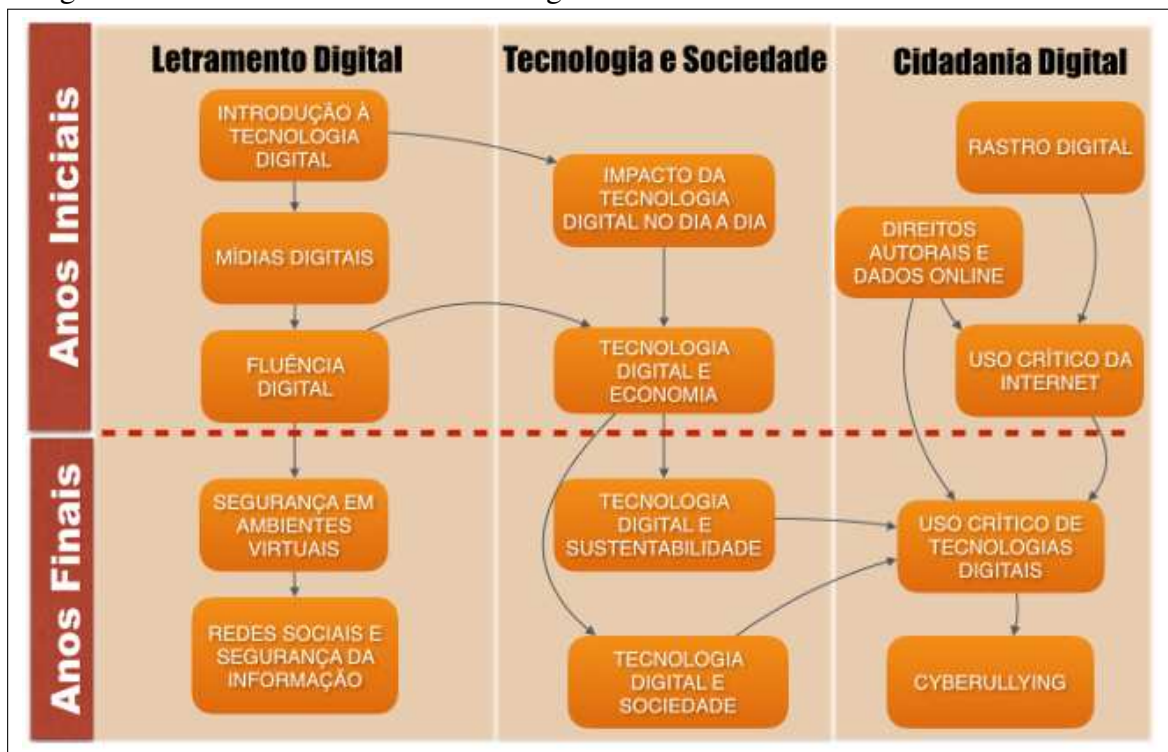 Letramento Digital
Tecnologia e Sociedade
Cidadania Digital
Anos Iniciais
INTRODUÇÃO À
TECNOLOGIA
DIGITAL
MÍDIAS DIGITAIS
FLUÊNCIA
DIGITAL
IMPACTO DA
TECNOLOGIA
DIGITAL NO DIA A DIA
TECNOLOGIA
DIGITAL E
ECONOMIA
RASTRO DIGITAL
DIREITOS
AUTORAIS E
DADOS ONLINE
USO CRÍTICO DA
INTERNET
Anos Finais
SEGURANÇA EM
AMBIENTES
VIRTUAIS
REDES SOCIAIS E
SEGURANÇA DA
INFORMAÇÃO
TECNOLOGIA
DIGITAL E
SUSTENTABILIDADE
TECNOLOGIA
DIGITAL E
SOCIEDADE
USO CRÍTICO DE
TECNOLOGIAS
DIGITAIS
CYBERULLYING